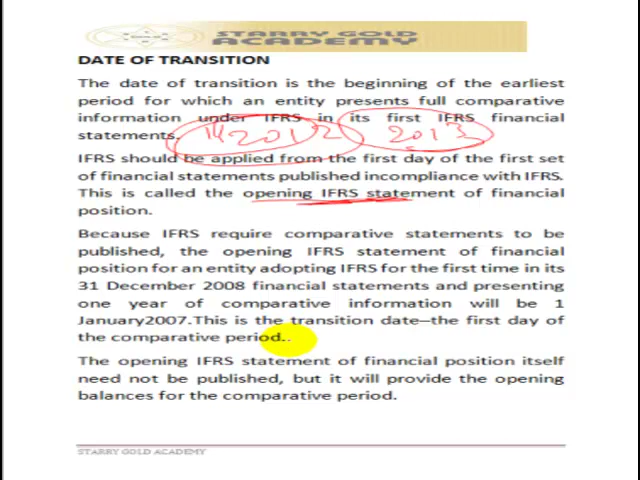 STARRY GOLD
ACADEMY
DATE OF TRANSITION
The date of transition is the beginning of the earliest
period for which an entity presents full comparative
information under IFRS in its first IFRS financial
statements.
2012 2013
IFRS should be applied from the first day of the first set
of financial statements published incompliance with IFRS.
This is called the opening IFRS statement of financial
position.
Because IFRS require comparative statements to be
published, the opening IFRS statement of financial
position for an entity adopting IFRS for the first time in its
31 December 2008 financial statements and presenting
one year of comparative information will be 1
January2007.This is the transition date–the first day of
the comparative period..
The opening IFRS statement of financial position itself
need not be published, but it will provide the opening
balances for the comparative period.
STARRY GOLD ACADEMY